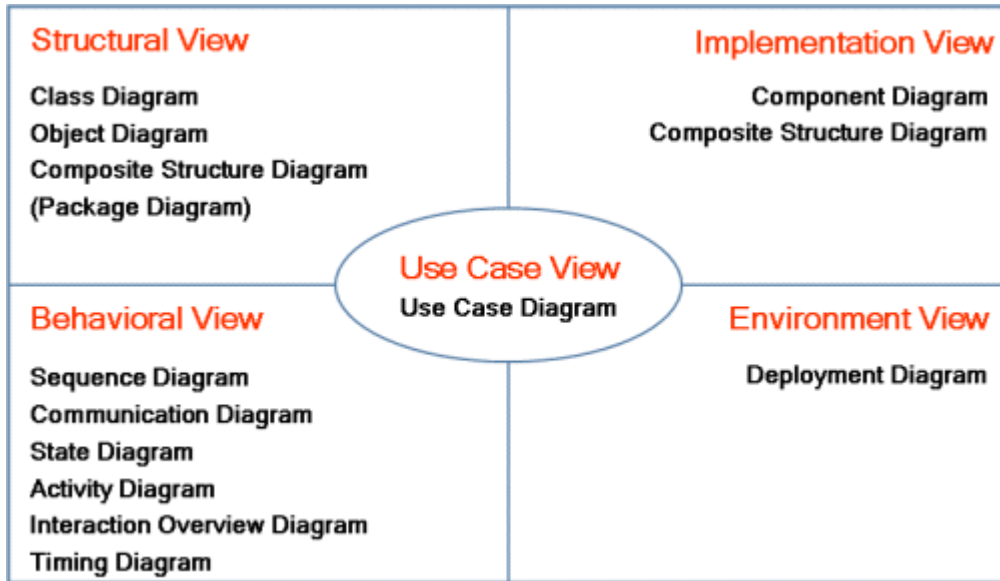 Structural View
Class Diagram
Object Diagram
Composite Structure Diagram
(Package Diagram)
Implementation View
Component Diagram
Composite Structure Diagram
Use Case View
Use Case Diagram
Behavioral View
Sequence Diagram
Communication Diagram
State Diagram
Activity Diagram
Interaction Overview Diagram
Timing Diagram
Environment View
Deployment Diagram